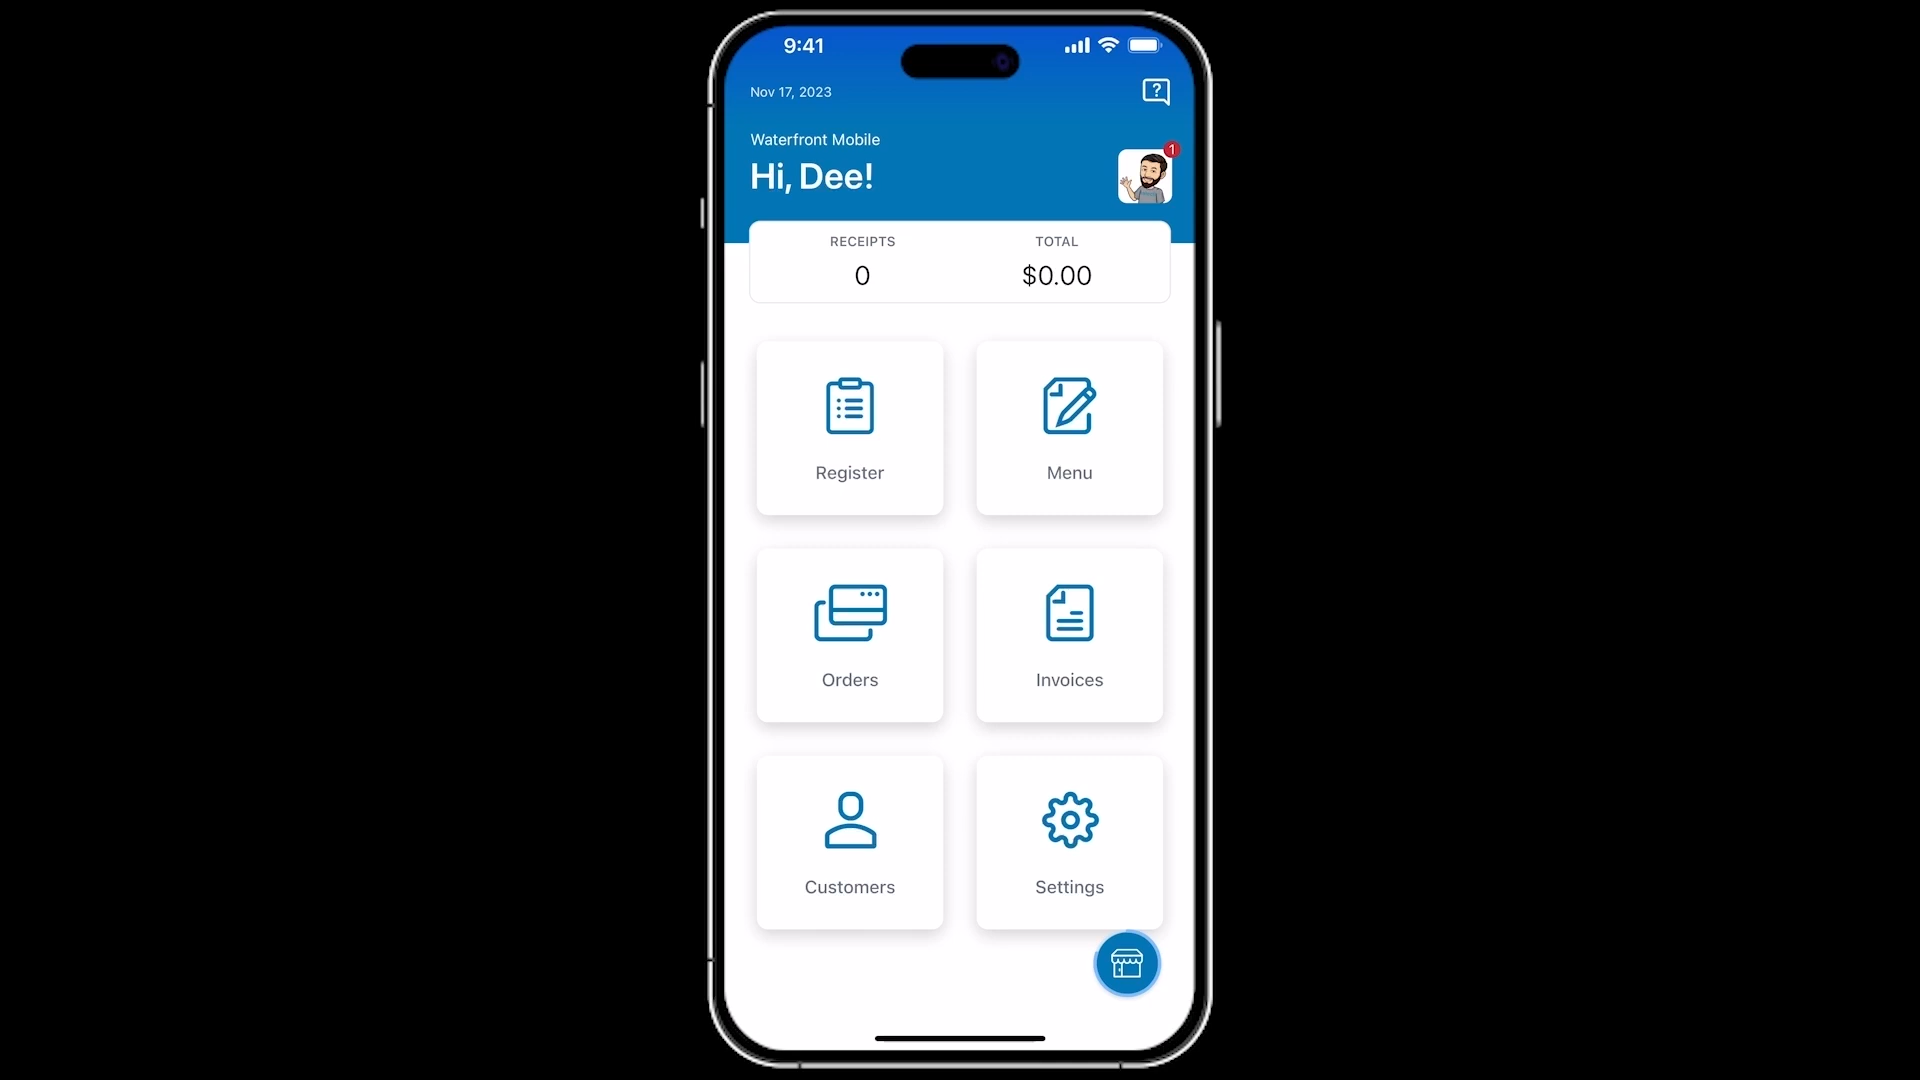 9:41
Nov 17, 2023
?
Waterfront Mobile
Hi, Dee!
1
RECEIPTS
TOTAL
0
$0.00
Register
Menu
Orders
Invoices
Customers
Settings